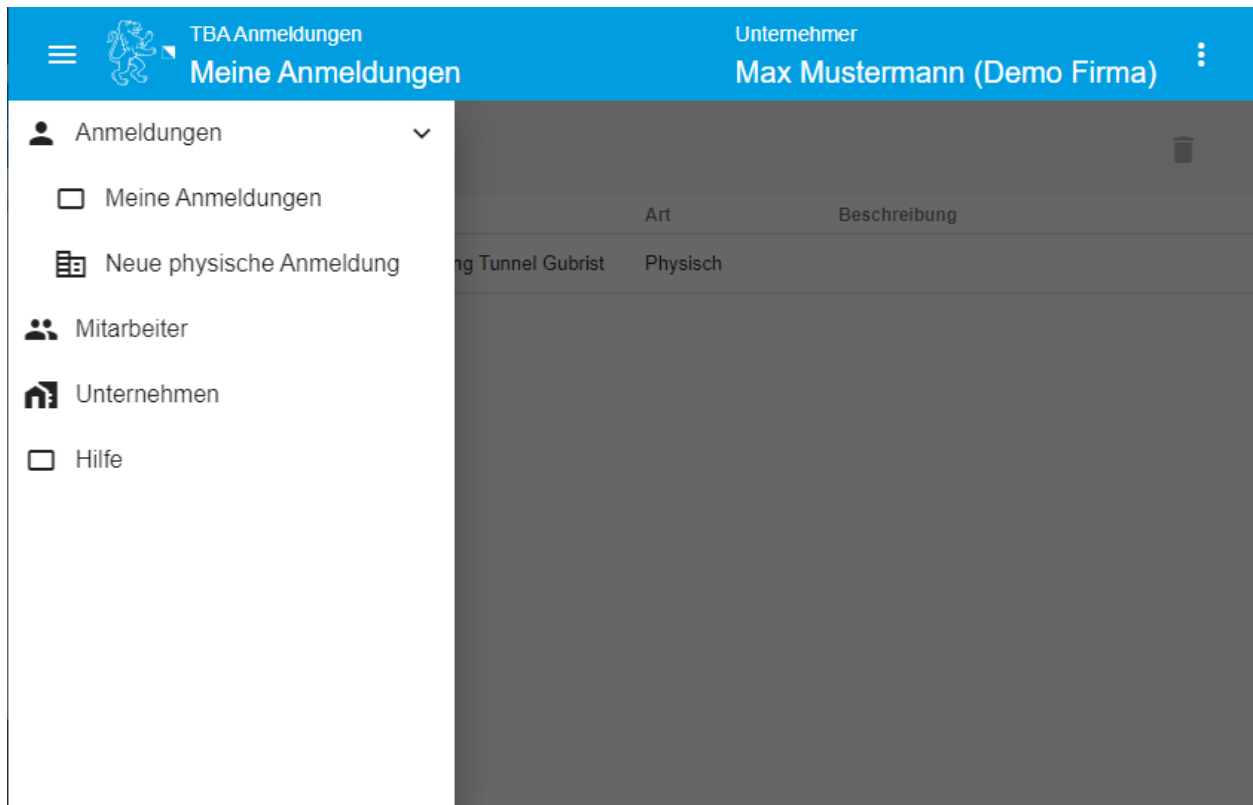 TBA Anmeldungen
Meine Anmeldungen
Unternehmer
Max Mustermann (Demo Firma)
Anmeldungen
Meine Anmeldungen
Neue physische Anmeldung
Mitarbeiter
Unternehmen
Hilfe
Art Beschreibung
Tunnel Gubrist Physisch